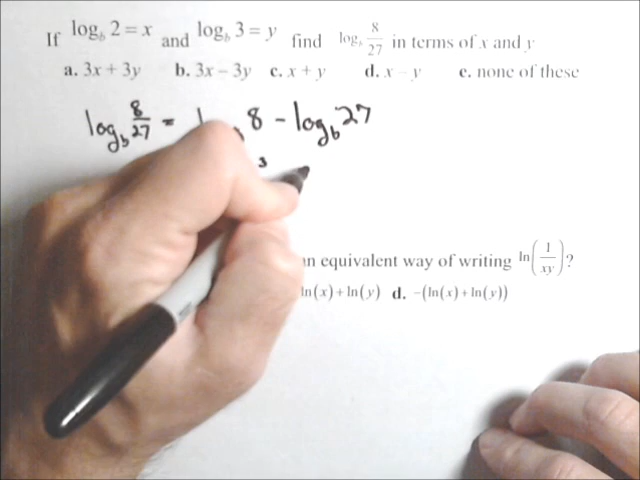 If log_b 2 = x and log_b 3 = y find log_b 8/27 in terms of x and y
a. 3x + 3y b. 3x − 3y c. x + y d. x − y e. none of these
log_b 8/27 = 8 − log_b 27
3
an equivalent way of writing ln(1/xy)?
ln(x) + ln(y) d. −(ln(x) + ln(y))